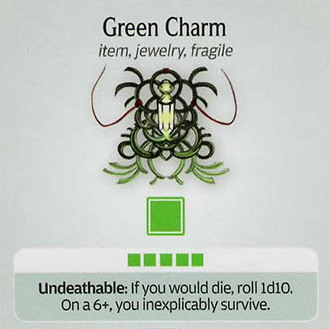 Green Charm
item, jewelry, fragile
Undeathable: If you would die, roll 1d10.
On a 6+, you inexplicably survive.